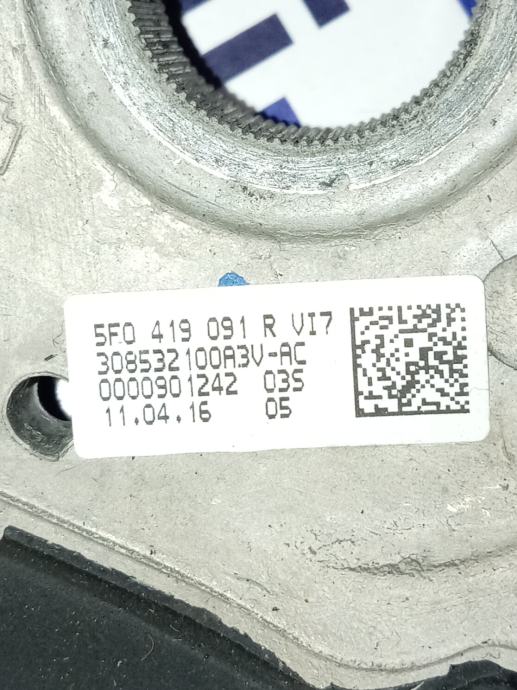 5F0 419 091 R VI7
308532100A3V-AC
0000901242 03S
11.04.16 05